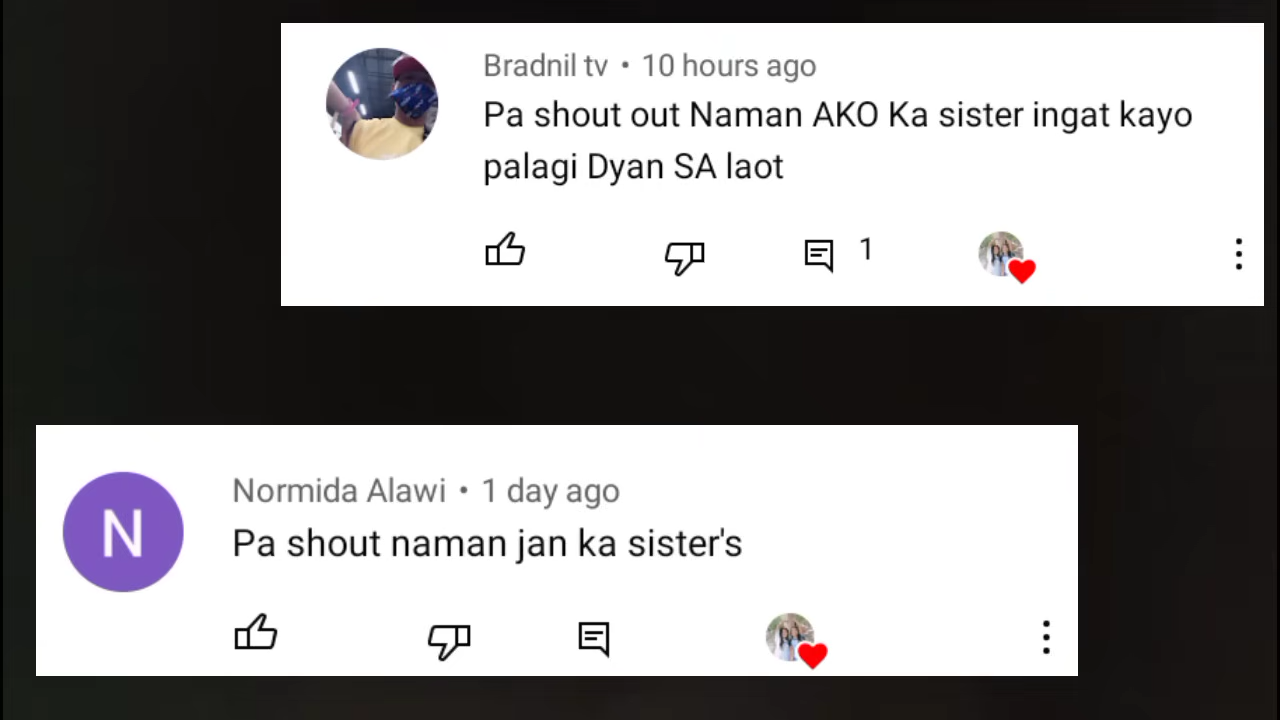 Bradnil tv • 10 hours ago
Pa shout out Naman AKO Ka sister ingat kayo
palagi Dyan SA laot
1
N
Normida Alawi • 1 day ago
Pa shout naman jan ka sister's